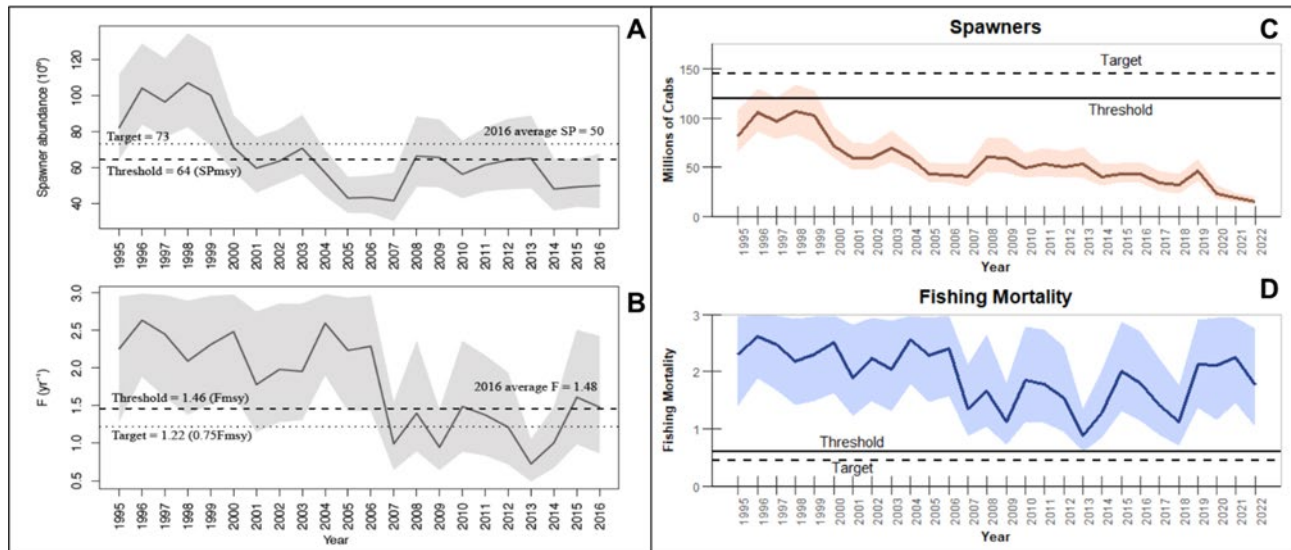 A
Spawner abundance (10⁶)
120
100
80
60
40
Target = 73
2016 average SP = 50
Threshold = 64 (SPmsy)
1995 1996 1997 1998 1999 2000 2001 2002 2003 2004 2005 2006 2007 2008 2009 2010 2011 2012 2013 2014 2015 2016
B
F (yr⁻¹)
3.0
2.5
2.0
1.5
1.0
0.5
2016 average F = 1.48
Threshold = 1.46 (Fmsy)
Target = 1.22 (0.75Fmsy)
1995 1996 1997 1998 1999 2000 2001 2002 2003 2004 2005 2006 2007 2008 2009 2010 2011 2012 2013 2014 2015 2016
Year
Spawners
C
Millions of Crabs
150
100
50
0
Target
Threshold
1995 1996 1997 1998 1999 2000 2001 2002 2003 2004 2005 2006 2007 2008 2009 2010 2011 2012 2013 2014 2015 2016 2017 2018 2019 2020 2021 2022
Year
Fishing Mortality
D
Fishing Mortality
3
2
1
0
Threshold
Target
1995 1996 1997 1998 1999 2000 2001 2002 2003 2004 2005 2006 2007 2008 2009 2010 2011 2012 2013 2014 2015 2016 2017 2018 2019 2020 2021 2022
Year